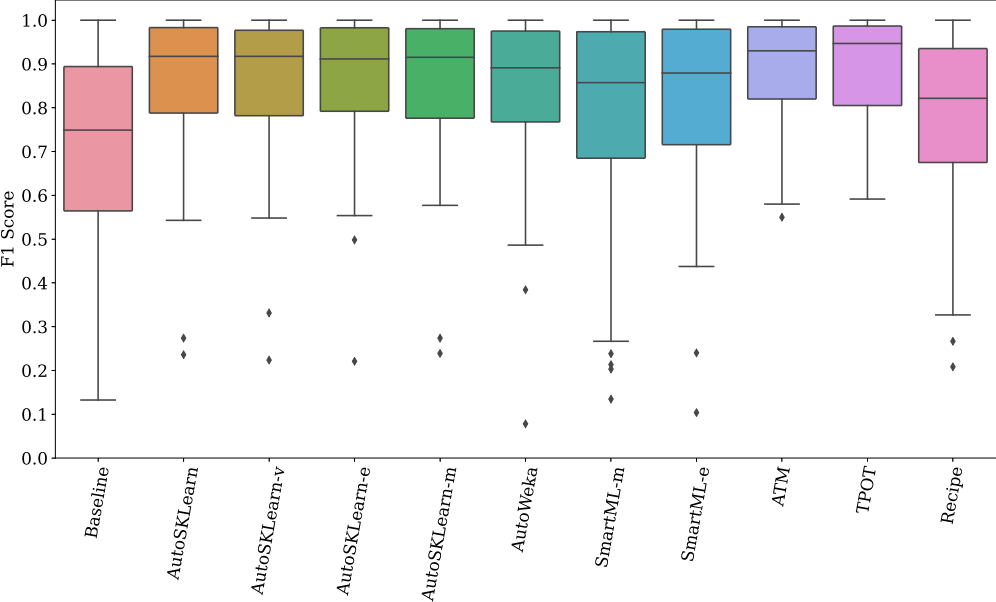 1.0
0.9
0.8
0.7
0.6
0.5
0.4
0.3
0.2
0.1
0.0
F1 Score
Baseline
AutoSKLearn
AutoSKLearn-v
AutoSKLearn-e
AutoSKLearn-m
AutoWeka
SmartML-m
SmartML-e
ATM
TPOT
Recipe